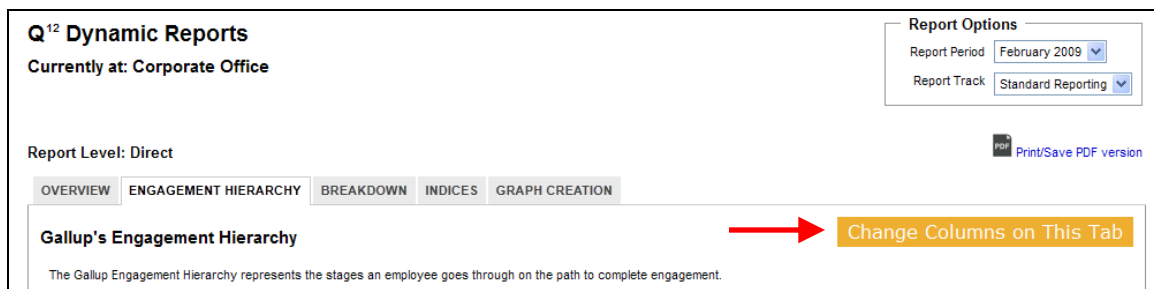 Q¹² Dynamic Reports
Currently at: Corporate Office
Report Options
Report Period February 2009
Report Track Standard Reporting
Report Level: Direct
PDF Print/Save PDF version
OVERVIEW ENGAGEMENT HIERARCHY BREAKDOWN INDICES GRAPH CREATION
Gallup's Engagement Hierarchy
Change Columns on This Tab
The Gallup Engagement Hierarchy represents the stages an employee goes through on the path to complete engagement.